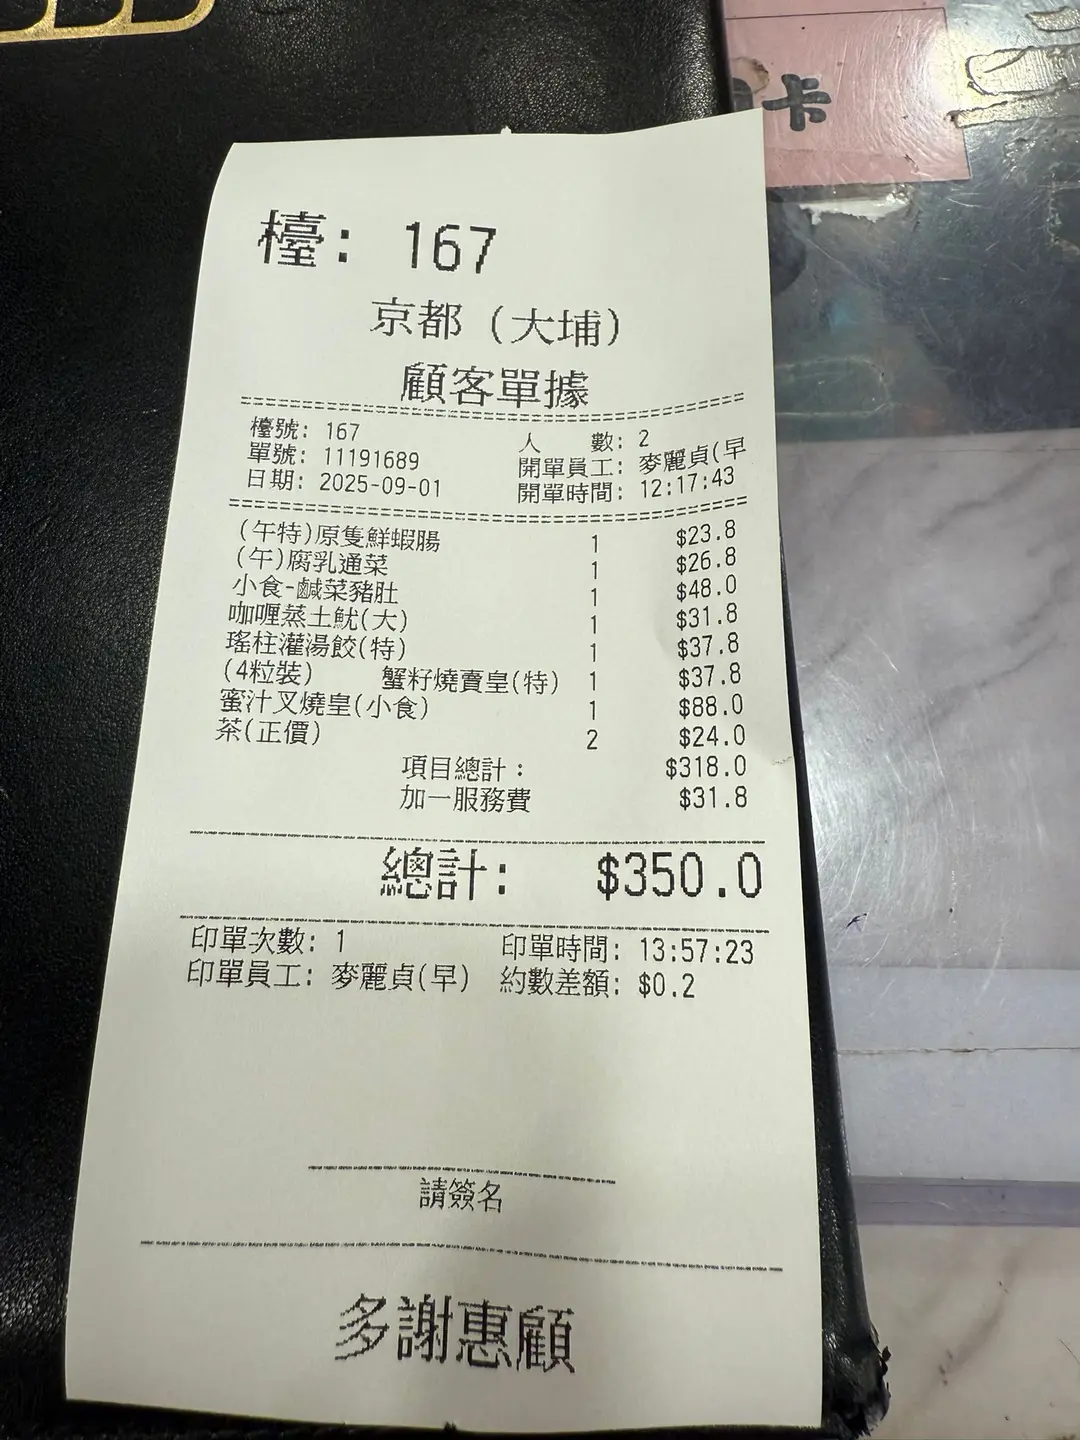 卡
檯: 167
京都 (大埔)
顧客單據
檯號: 167 人 數: 2
單號: 11191689 開單員工: 麥麗貞(早
日期: 2025-09-01 開單時間: 12:17:43
(午特)原隻鮮蝦腸 1 $23.8
(午)腐乳通菜 1 $26.8
小食-鹹菜豬肚 1 $48.0
咖喱蒸土魷(大) 1 $31.8
瑤柱灌湯餃(特) 1 $37.8
(4粒裝) 蟹籽燒賣皇(特) 1 $37.8
蜜汁叉燒皇(小食) 1 $88.0
茶(正價) 2 $24.0
項目總計: $318.0
加一服務費 $31.8
總計: $350.0
印單次數: 1 印單時間: 13:57:23
印單員工: 麥麗貞(早) 約數差額: $0.2
請簽名
多謝惠顧